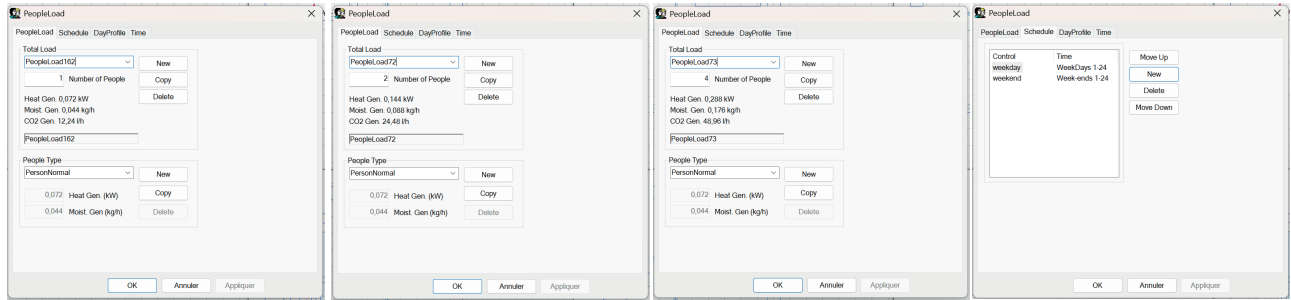 PeopleLoad
PeopleLoad Schedule DayProfile Time
Total Load
PeopleLoad162 New
1 Number of People Copy
Heat Gen. 0,072 kW Delete
Moist. Gen. 0,044 kg/h
CO2 Gen. 12,24 l/h
PeopleLoad162
People Type
PersonNormal New
0,072 Heat Gen. (kW) Copy
0,044 Moist. Gen (kg/h) Delete
OK Annuler Appliquer
PeopleLoad
PeopleLoad Schedule DayProfile Time
Total Load
PeopleLoad72 New
2 Number of People Copy
Heat Gen. 0,144 kW Delete
Moist. Gen. 0,088 kg/h
CO2 Gen. 24,48 l/h
PeopleLoad72
People Type
PersonNormal New
0,072 Heat Gen. (kW) Copy
0,044 Moist. Gen (kg/h) Delete
OK Annuler Appliquer
PeopleLoad
PeopleLoad Schedule DayProfile Time
Total Load
PeopleLoad73 New
4 Number of People Copy
Heat Gen. 0,288 kW Delete
Moist. Gen. 0,176 kg/h
CO2 Gen. 48,96 l/h
PeopleLoad73
People Type
PersonNormal New
0,072 Heat Gen. (kW) Copy
0,044 Moist. Gen (kg/h) Delete
OK Annuler Appliquer
PeopleLoad
PeopleLoad Schedule DayProfile Time
Control Time Move Up
weekday WeekDays 1-24
weekend Week-ends 1-24
New
Delete
Move Down
OK Annuler Appliquer